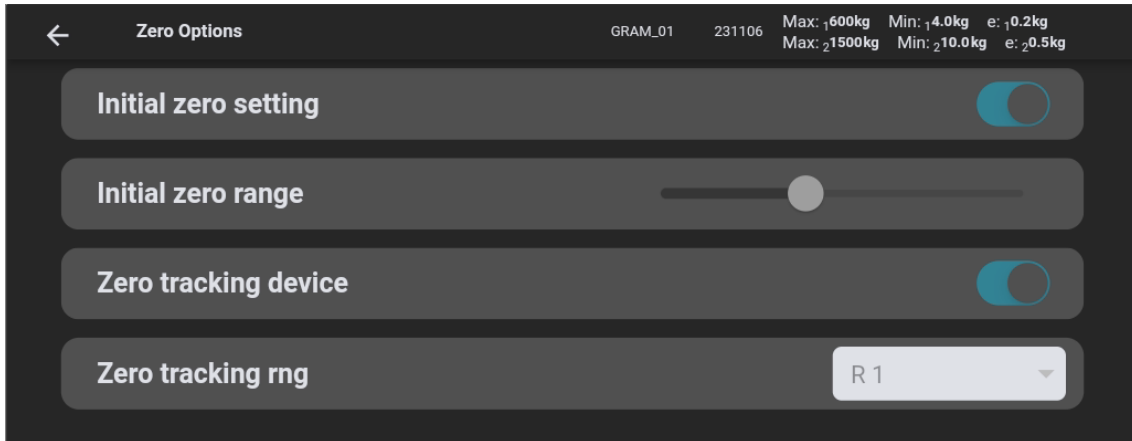 Zero Options GRAM_01 231106 Max: ₁600kg Min: ₁4.0kg e: ₁0.2kg
Max: ₂1500kg Min: ₂10.0kg e: ₂0.5kg
Initial zero setting
Initial zero range
Zero tracking device
Zero tracking rng R 1